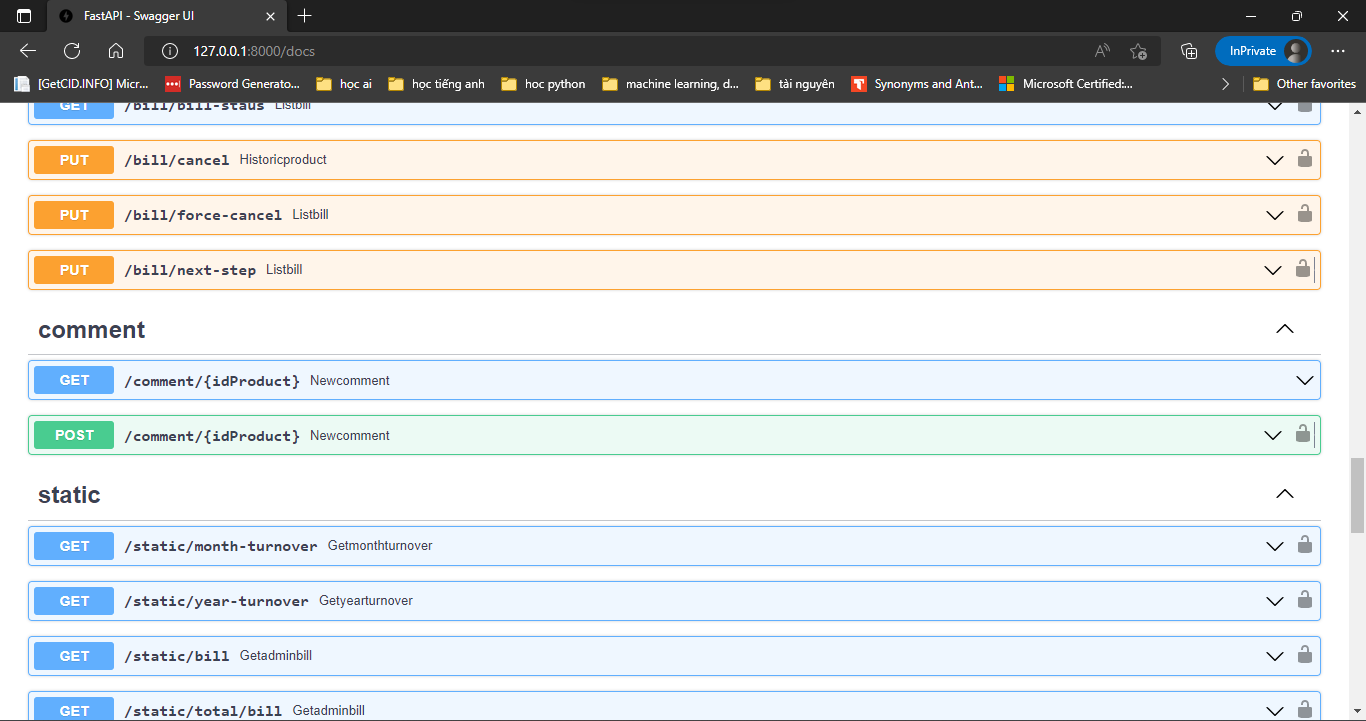 FastAPI - Swagger UI
127.0.0.1:8000/docs
InPrivate
[GetCID.INFO] Micr...
Password Generato...
học ai
học tiếng anh
hoc python
machine learning, d...
tài nguyên
Synonyms and Ant...
Microsoft Certified:...
Other favorites
GET /bill/bill-staus Listbill
PUT /bill/cancel Historicproduct
PUT /bill/force-cancel Listbill
PUT /bill/next-step Listbill
comment
GET /comment/{idProduct} Newcomment
POST /comment/{idProduct} Newcomment
static
GET /static/month-turnover Getmonthturnover
GET /static/year-turnover Getyearturnover
GET /static/bill Getadminbill
GET /static/total/bill Getadminbill